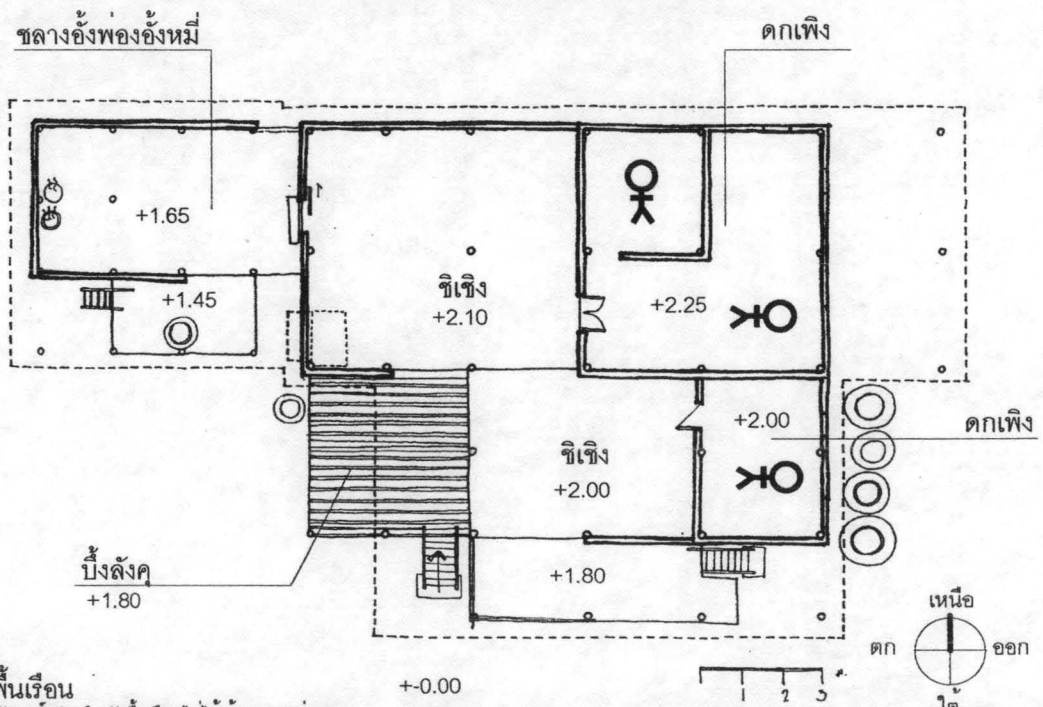 ชลางอั้งพ่องอั้งหมี่
ดกเพิง
+1.65
+1.45
ชิเชิง
+2.10
+2.25
+2.00
ดกเพิง
ชิเชิง
+2.00
+1.80
บึ้งลังคุ
+1.80
เหนือ
ตก
ออก
ใต้
1 2 3
พื้นเรือน
+-0.00